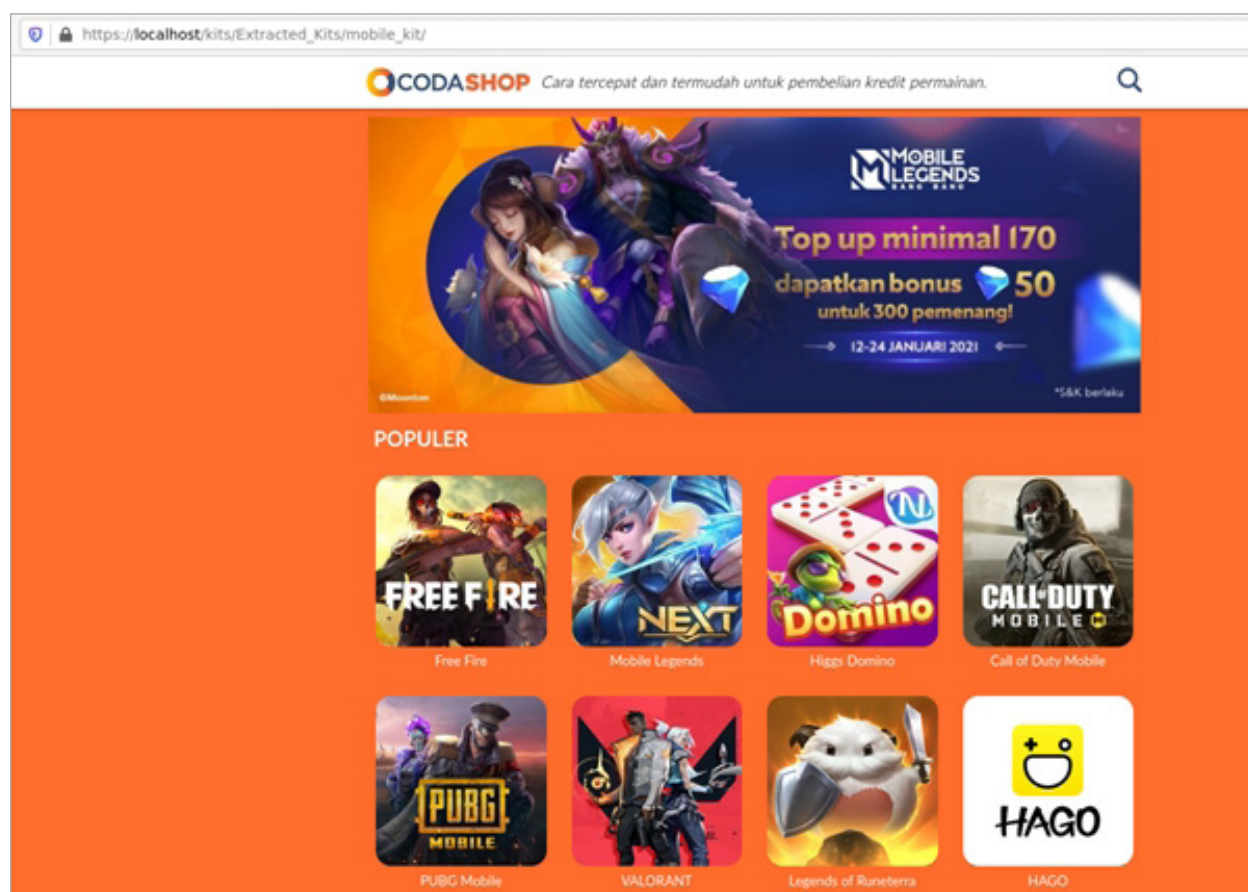 https://localhost/kits/Extracted_Kits/mobile_kit/
CODASHOP Cara tercepat dan termudah untuk pembelian kredit permainan.
MOBILE
LEGENDS
BANG BANG
Top up minimal 170
dapatkan bonus 50
untuk 300 pemenang!
12-24 JANUARI 2021
©Moonton
*S&K berlaku
POPULER
FREE FIRE
NEXT
Domino
CALL OF DUTY
MOBILE
Free Fire
Mobile Legends
Higgs Domino
Call of Duty Mobile
PUBG
MOBILE
HAGO
PUBG Mobile
VALORANT
Legends of Runeterra
HAGO